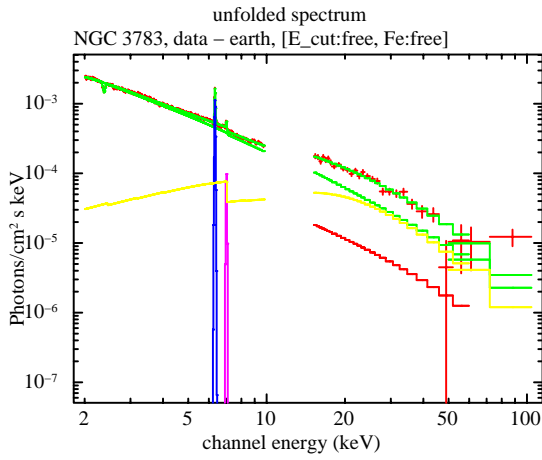 unfolded spectrum
NGC 3783, data – earth, [E_cut:free, Fe:free]
Photons/cm² s keV
10⁻³
10⁻⁴
10⁻⁵
10⁻⁶
10⁻⁷
2 5 10 20 50 100
channel energy (keV)